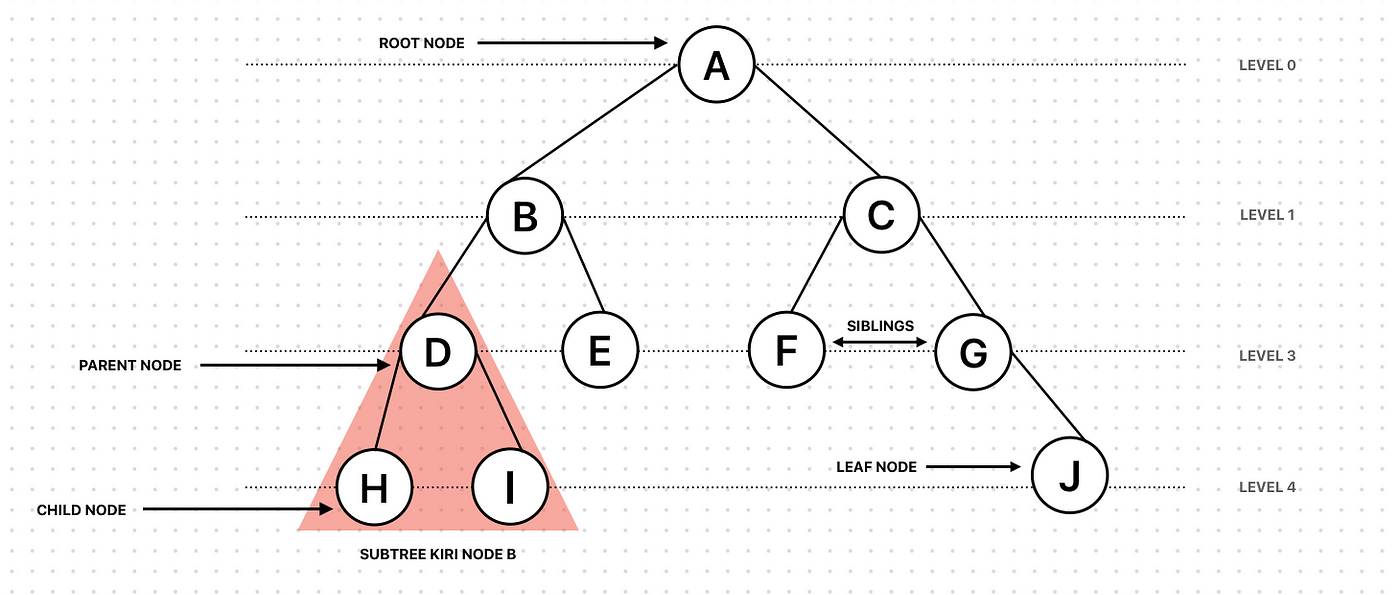 ROOT NODE
A
LEVEL 0
B
C
LEVEL 1
SIBLINGS
D
E
F
G
LEVEL 3
PARENT NODE
LEAF NODE
J
H
I
LEVEL 4
CHILD NODE
SUBTREE KIRI NODE B